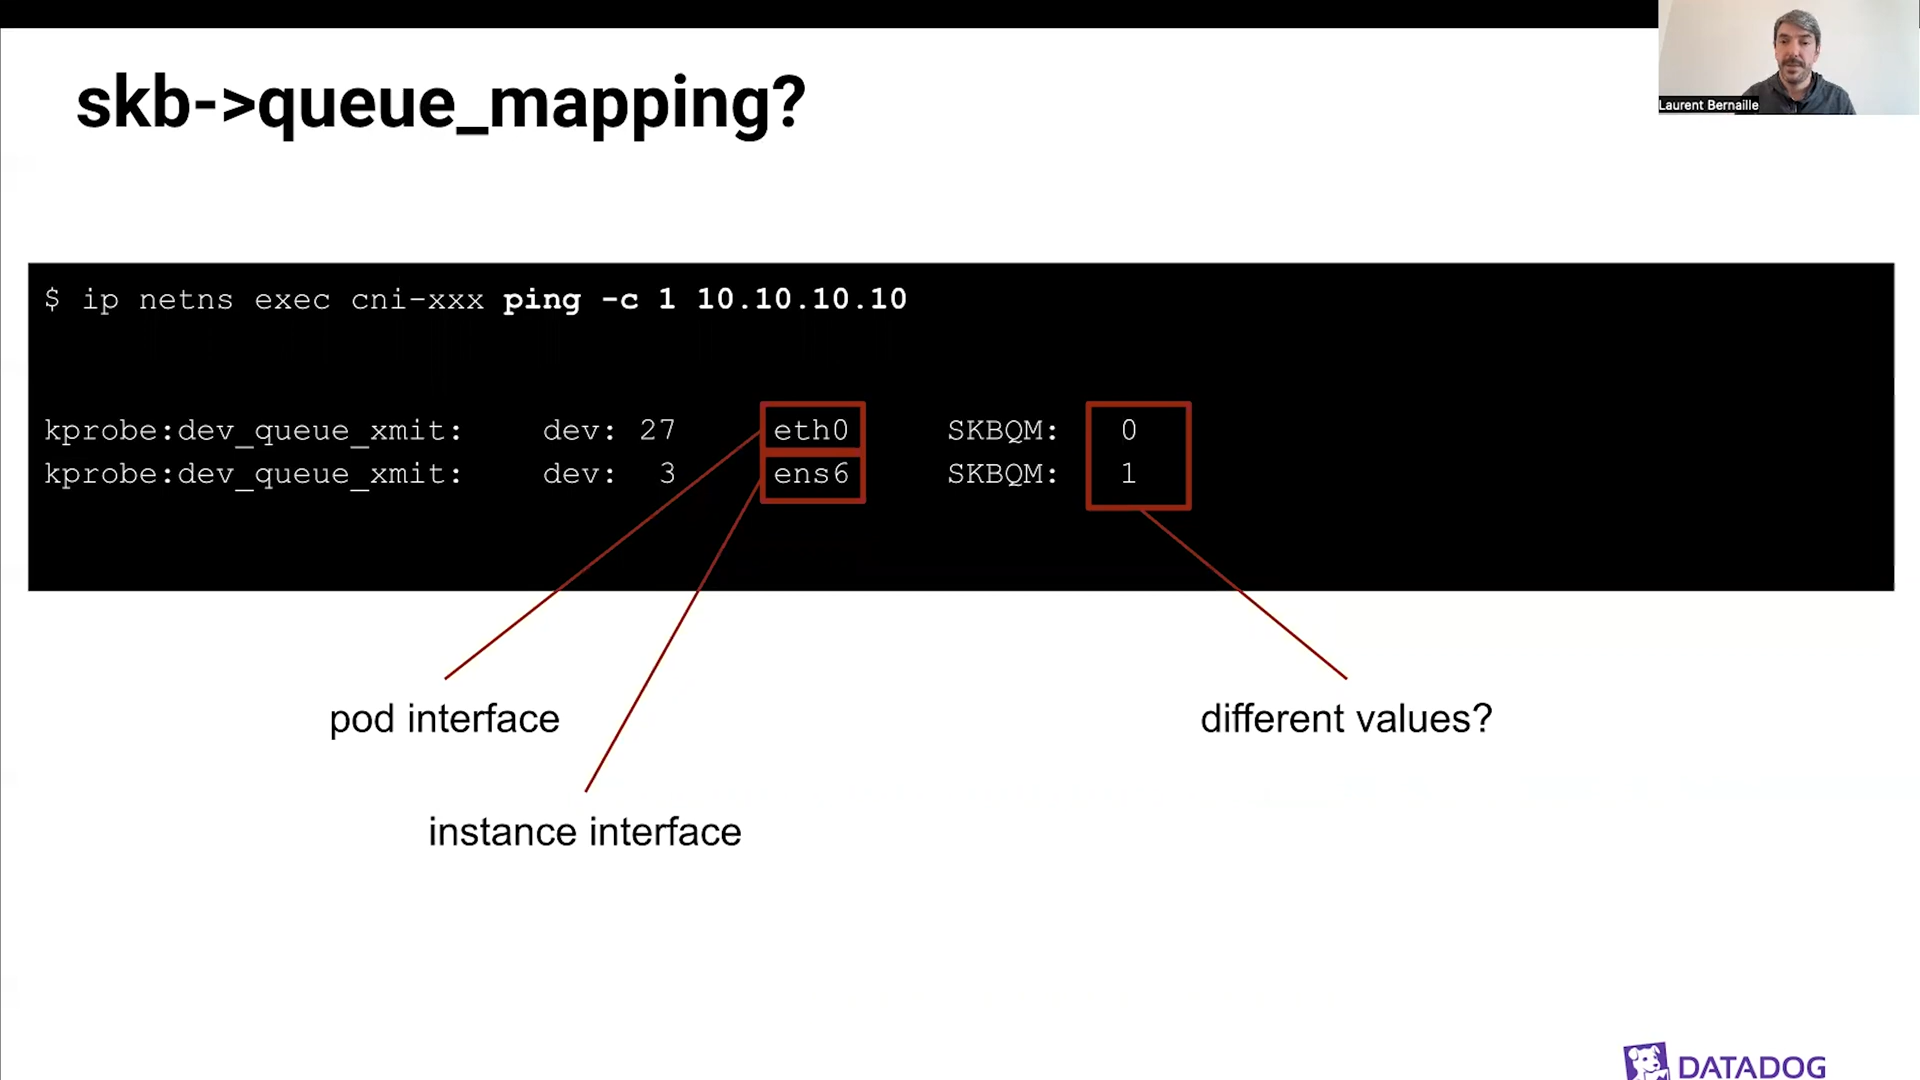 skb->queue_mapping?
Laurent Bernaille
$ ip netns exec cni-xxx ping -c 1 10.10.10.10
kprobe:dev_queue_xmit: dev: 27 eth0 SKBQM: 0
kprobe:dev_queue_xmit: dev: 3 ens6 SKBQM: 1
pod interface
different values?
instance interface
DATADOG